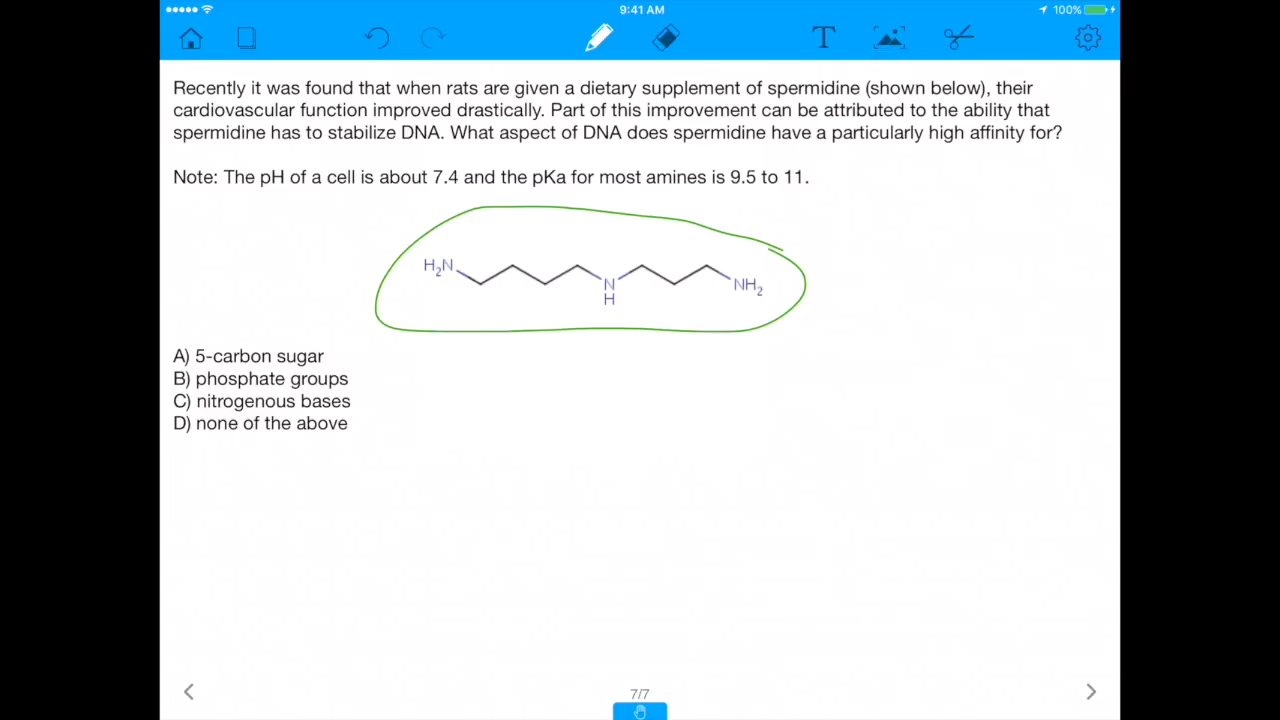 9:41 AM
100%
T
Recently it was found that when rats are given a dietary supplement of spermidine (shown below), their
cardiovascular function improved drastically. Part of this improvement can be attributed to the ability that
spermidine has to stabilize DNA. What aspect of DNA does spermidine have a particularly high affinity for?
Note: The pH of a cell is about 7.4 and the pKa for most amines is 9.5 to 11.
H₂N
N
H
NH₂
A) 5-carbon sugar
B) phosphate groups
C) nitrogenous bases
D) none of the above
7/7